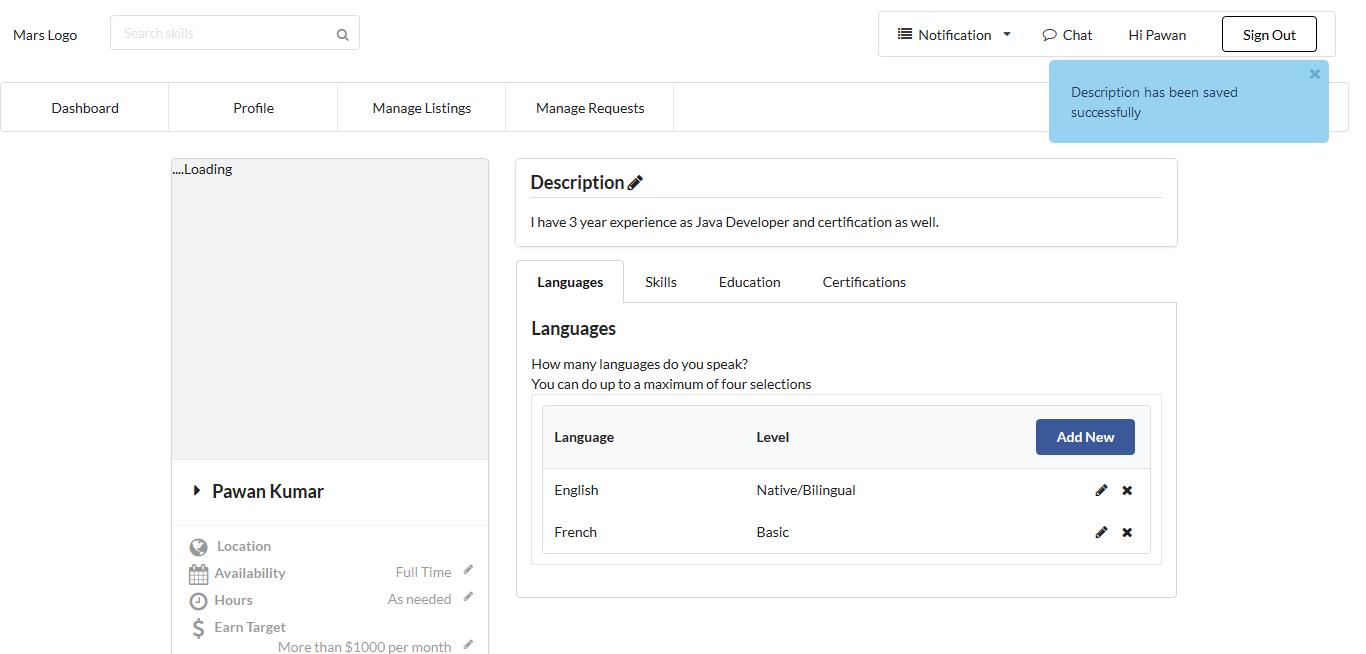 Mars Logo
Search skills
Notification
Chat
Hi Pawan
Sign Out
Description has been saved
successfully
Dashboard
Profile
Manage Listings
Manage Requests
....Loading
Pawan Kumar
Location
Availability
Full Time
Hours
As needed
Earn Target
More than $1000 per month
Description
I have 3 year experience as Java Developer and certification as well.
Languages
Skills
Education
Certifications
Languages
How many languages do you speak?
You can do up to a maximum of four selections
Language
Level
Add New
English
Native/Bilingual
French
Basic